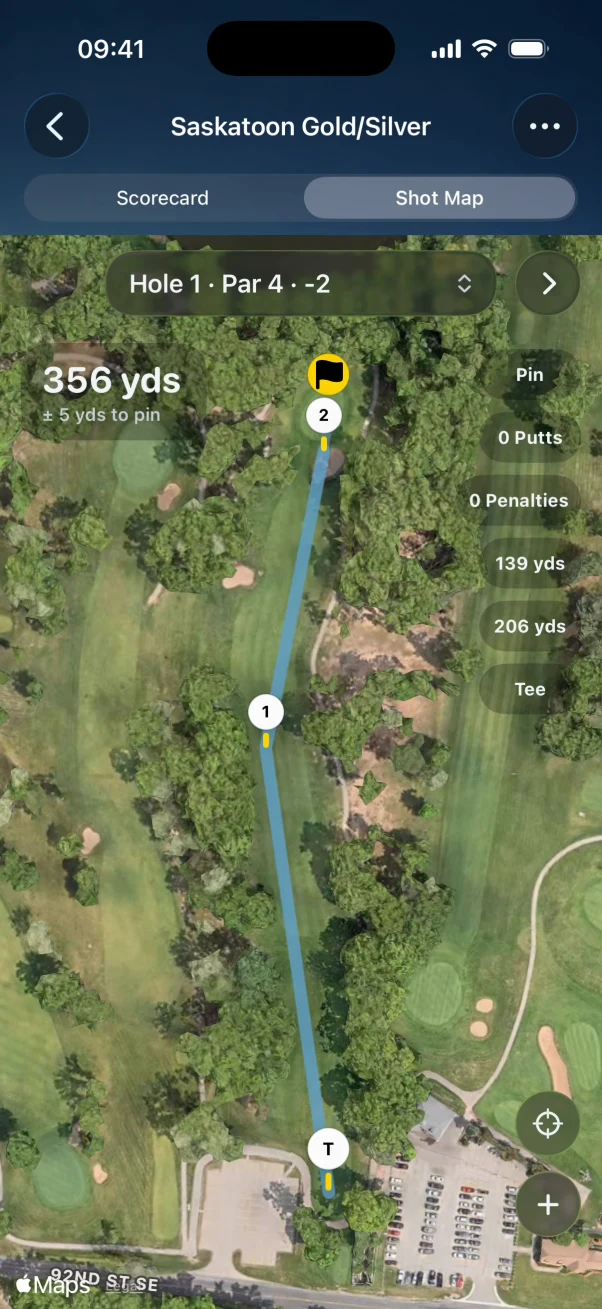 09:41
Saskatoon Gold/Silver
Scorecard
Shot Map
Hole 1 · Par 4 · -2
356 yds
± 5 yds to pin
2
Pin
0 Putts
0 Penalties
139 yds
206 yds
Tee
1
T
92ND ST SE
Maps
Legal